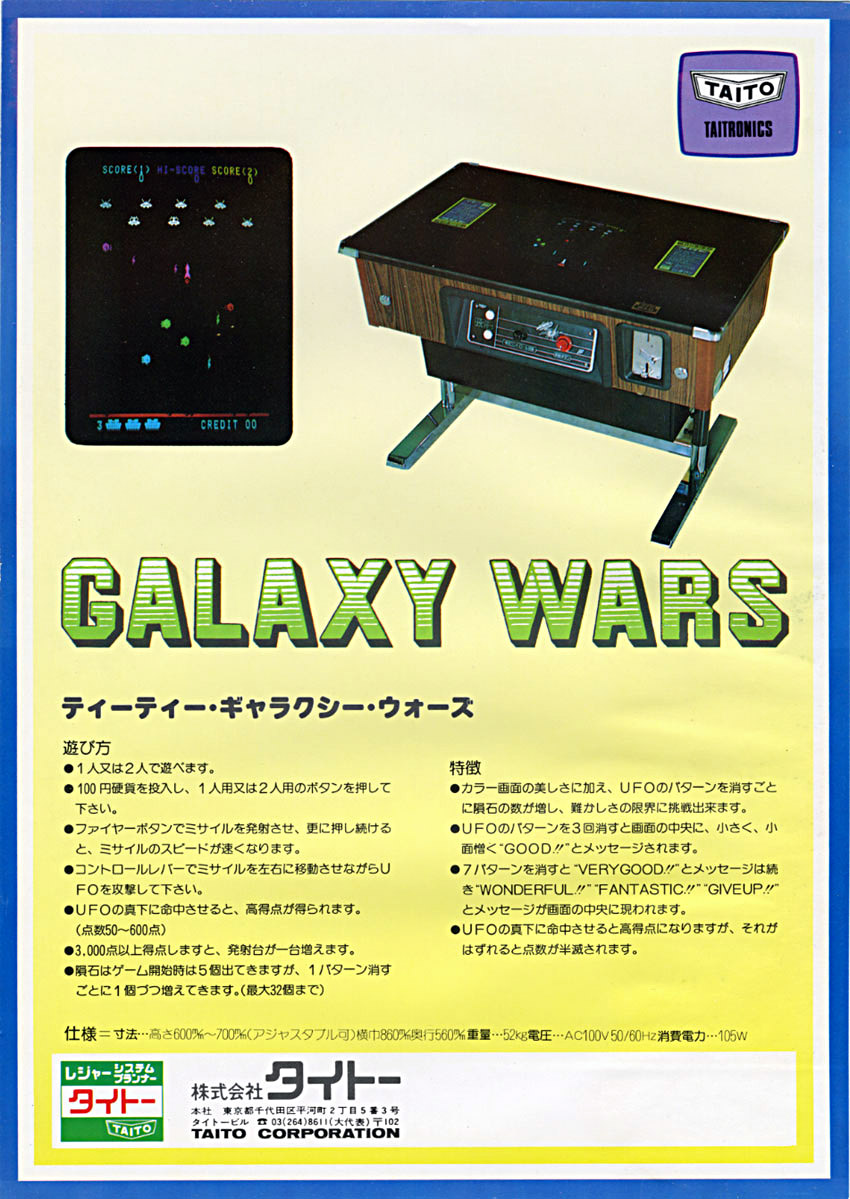 TAITO
TAITRONICS
SCORE(1) HI-SCORE SCORE(2)
0 0 0
3 CREDIT 00
GALAXY WARS
ティーティー・ギャラクシー・ウォーズ
遊び方
●1人又は2人で遊べます。
●100円硬貨を投入し、1人用又は2人用のボタンを押して
下さい。
●ファイヤーボタンでミサイルを発射させ、更に押し続ける
と、ミサイルのスピードが速くなります。
●コントロールレバーでミサイルを左右に移動させながらU
FOを攻撃して下さい。
●UFOの真下に命中させると、高得点が得られます。
(点数50~600点)
●3,000点以上得点しますと、発射台が一台増えます。
●隕石はゲーム開始時は5個出てきますが、1パターン消す
ごとに1個づつ増えてきます。(最大32個まで)
特徴
●カラー画面の美しさに加え、UFOのパターンを消すごと
に隕石の数が増し、難かしさの限界に挑戦出来ます。
●UFOのパターンを3回消すと画面の中央に、小さく、小
面憎く“GOOD.!!”とメッセージされます。
●7パターンを消すと“VERYGOOD.!!”とメッセージは続
き“WONDERFUL.!!”“FANTASTIC.!!”“GIVEUP.!!”
とメッセージが画面の中央に現われます。
●UFOの真下に命中させると高得点になりますが、それが
はずれると点数が半減されます。
仕様=寸法…高さ600㎜~700㎜(アジャスタブル可)横巾860㎜奥行560㎜重量…52kg電圧…AC100V50/60Hz消費電力…105W
レジャーシステムプランナー
タイトー
TAITO
株式会社タイトー
本社 東京都千代田区平河町2丁目5番3号
タイトービル ☎03(264)8611(大代表)〒102
TAITO CORPORATION